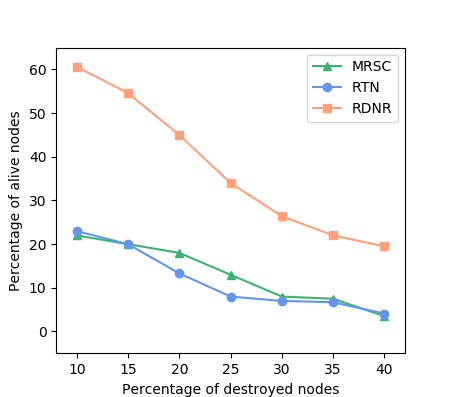 MRSC
RTN
RDNR
Percentage of alive nodes
60
50
40
30
20
10
0
10 15 20 25 30 35 40
Percentage of destroyed nodes